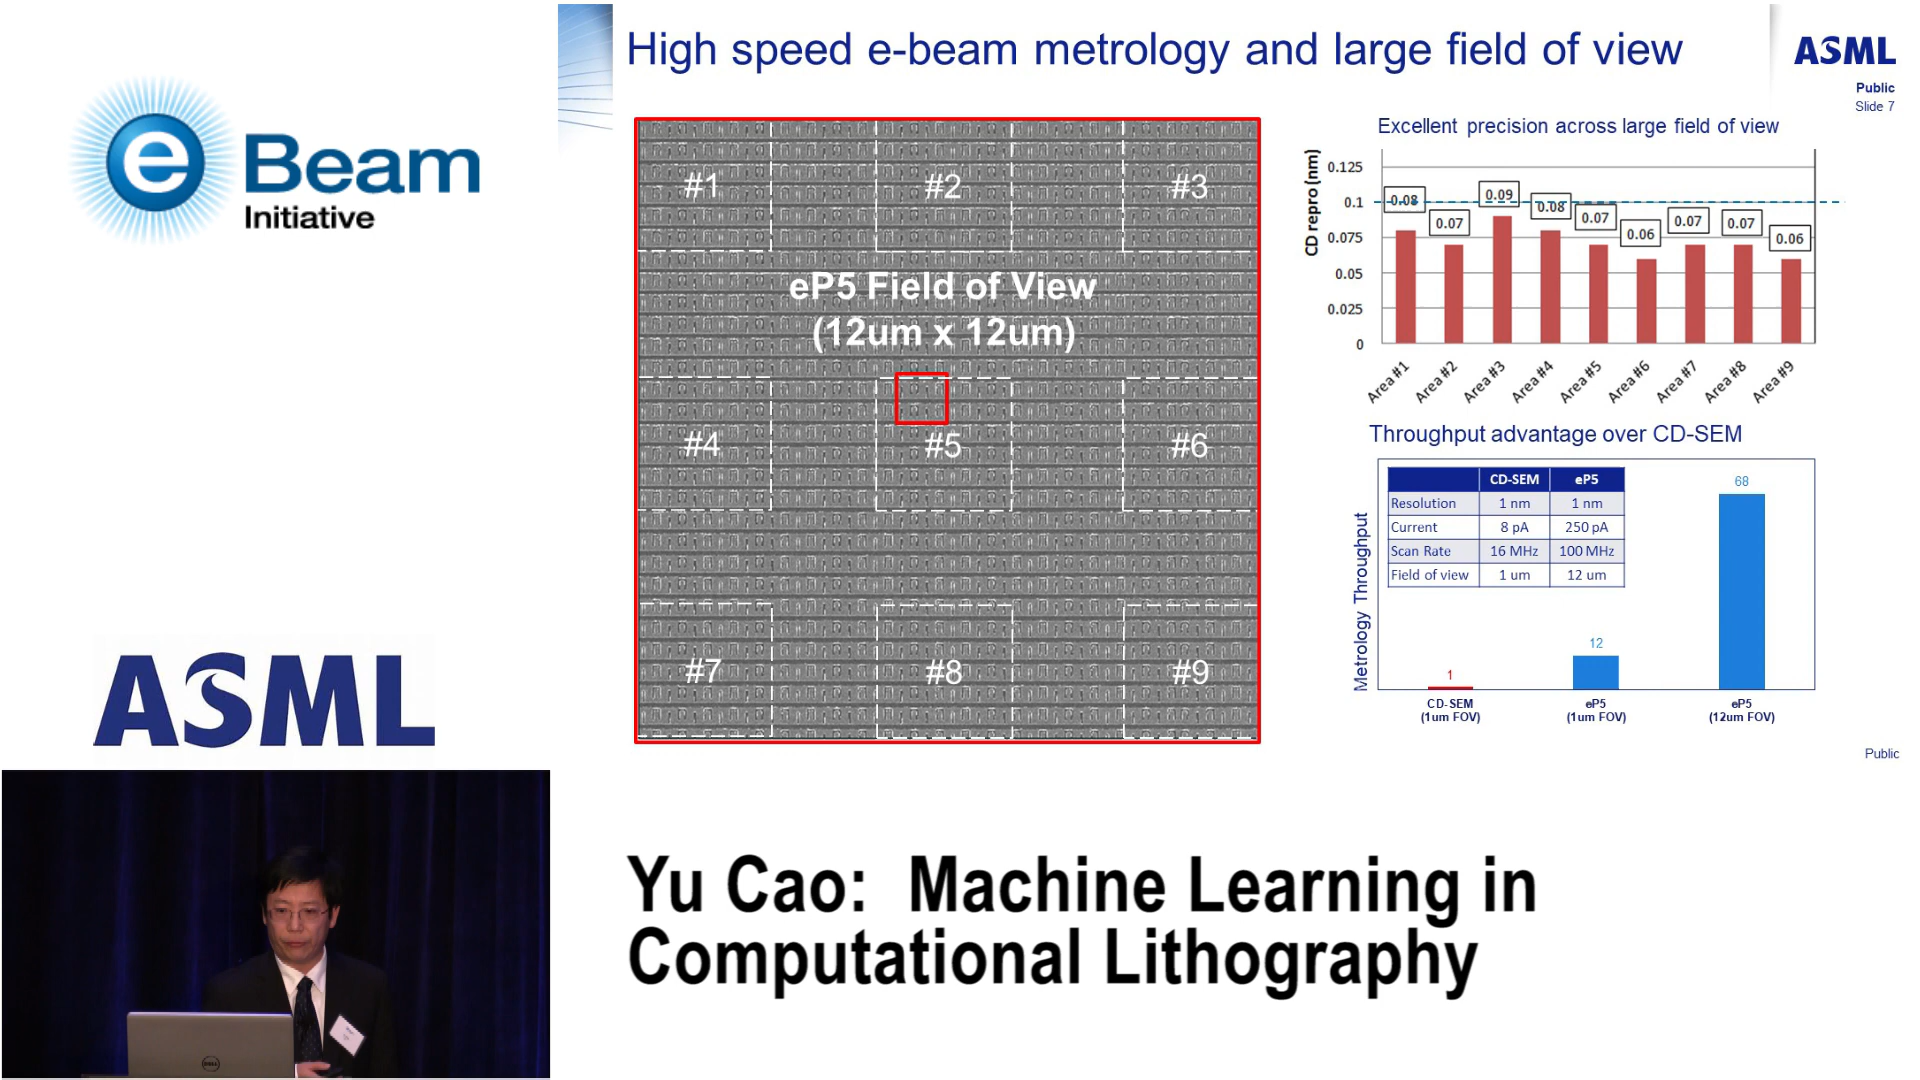 e Beam
Initiative
ASML
High speed e-beam metrology and large field of view
ASML
Public
Slide 7
#1
#2
#3
eP5 Field of View
(12um x 12um)
#4
#5
#6
#7
#8
#9
Excellent precision across large field of view
CD repro (nm)
0.125
0.1
0.075
0.05
0.025
0
0.08
0.07
0.09
0.08
0.07
0.06
0.07
0.07
0.06
Area #1
Area #2
Area #3
Area #4
Area #5
Area #6
Area #7
Area #8
Area #9
Throughput advantage over CD-SEM
Metrology Throughput
CD-SEM eP5
Resolution 1 nm 1 nm
Current 8 pA 250 pA
Scan Rate 16 MHz 100 MHz
Field of view 1 um 12 um
1
12
68
CD-SEM
(1um FOV)
eP5
(1um FOV)
eP5
(12um FOV)
Public
Yu Cao: Machine Learning in
Computational Lithography
DELL